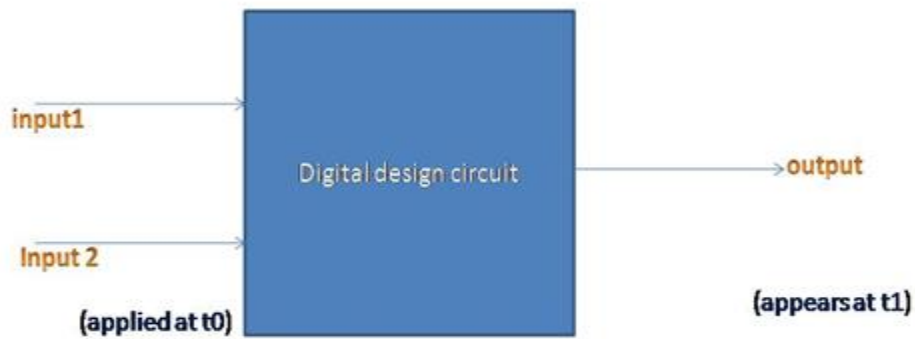 input1
Digital design circuit
output
Input 2
(applied at t0)
(appears at t1)